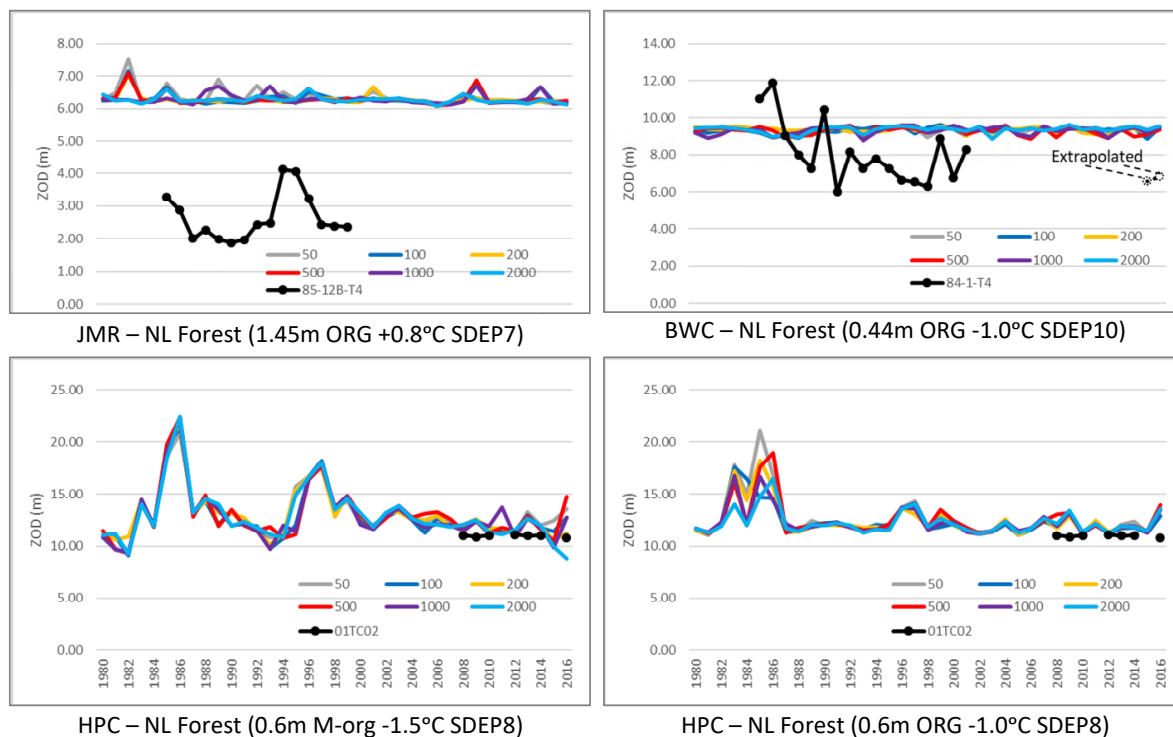 8.00
7.00
6.00
5.00
4.00
3.00
2.00
1.00
0.00
ZOD (m)
50 100 200
500 1000 2000
85-12B-T4
JMR – NL Forest (1.45m ORG +0.8°C SDEP7)
14.00
12.00
10.00
8.00
6.00
4.00
2.00
0.00
ZOD (m)
Extrapolated
50 100 200
500 1000 2000
84-1-T4
BWC – NL Forest (0.44m ORG -1.0°C SDEP10)
25.00
20.00
15.00
10.00
5.00
0.00
ZOD (m)
50 100 200
500 1000 2000
01TC02
1980 1982 1984 1986 1988 1990 1992 1994 1996 1998 2000 2002 2004 2006 2008 2010 2012 2014 2016
HPC – NL Forest (0.6m M-org -1.5°C SDEP8)
25.00
20.00
15.00
10.00
5.00
0.00
ZOD (m)
50 100 200
500 1000 2000
01TC02
1980 1982 1984 1986 1988 1990 1992 1994 1996 1998 2000 2002 2004 2006 2008 2010 2012 2014 2016
HPC – NL Forest (0.6m ORG -1.0°C SDEP8)